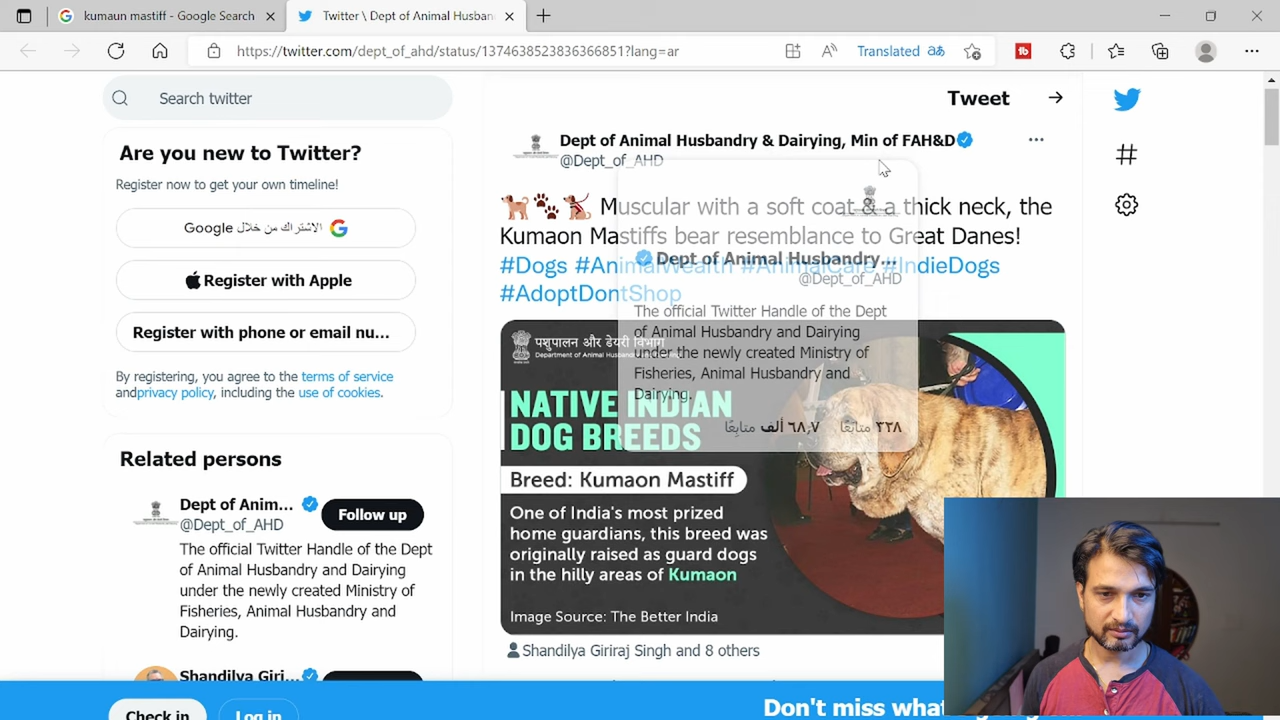 kumaun mastiff - Google Search
Twitter \ Dept of Animal Husban
https://twitter.com/dept_of_ahd/status/1374638523836366851?lang=ar
Translated
Search twitter
Are you new to Twitter?
Register now to get your own timeline!
الاشتراك من خلال Google
Register with Apple
Register with phone or email nu...
By registering, you agree to the terms of service
andprivacy policy, including the use of cookies.
Related persons
Dept of Anim...
@Dept_of_AHD
Follow up
The official Twitter Handle of the Dept
of Animal Husbandry and Dairying
under the newly created Ministry of
Fisheries, Animal Husbandry and
Dairying.
Shandilya Giri...
Tweet
Dept of Animal Husbandry & Dairying, Min of FAH&D
@Dept_of_AHD
Muscular with a soft coat & a thick neck, the
Kumaon Mastiffs bear resemblance to Great Danes!
#Dogs #AnimalWealth #AnimalCare #IndieDogs
#AdoptDontShop
Dept of Animal Husbandry...
@Dept_of_AHD
The official Twitter Handle of the Dept
of Animal Husbandry and Dairying
under the newly created Ministry of
Fisheries, Animal Husbandry and
Dairying.
٣٢٨ متابَعًا
٦٨٫٧ ألف متابِعًا
पशुपालन और डेयरी विभाग
NATIVE INDIAN
DOG BREEDS
Breed: Kumaon Mastiff
One of India's most prized
home guardians, this breed was
originally raised as guard dogs
in the hilly areas of Kumaon
Image Source: The Better India
Shandilya Giriraj Singh and 8 others
Check in
Log in
Don't miss what